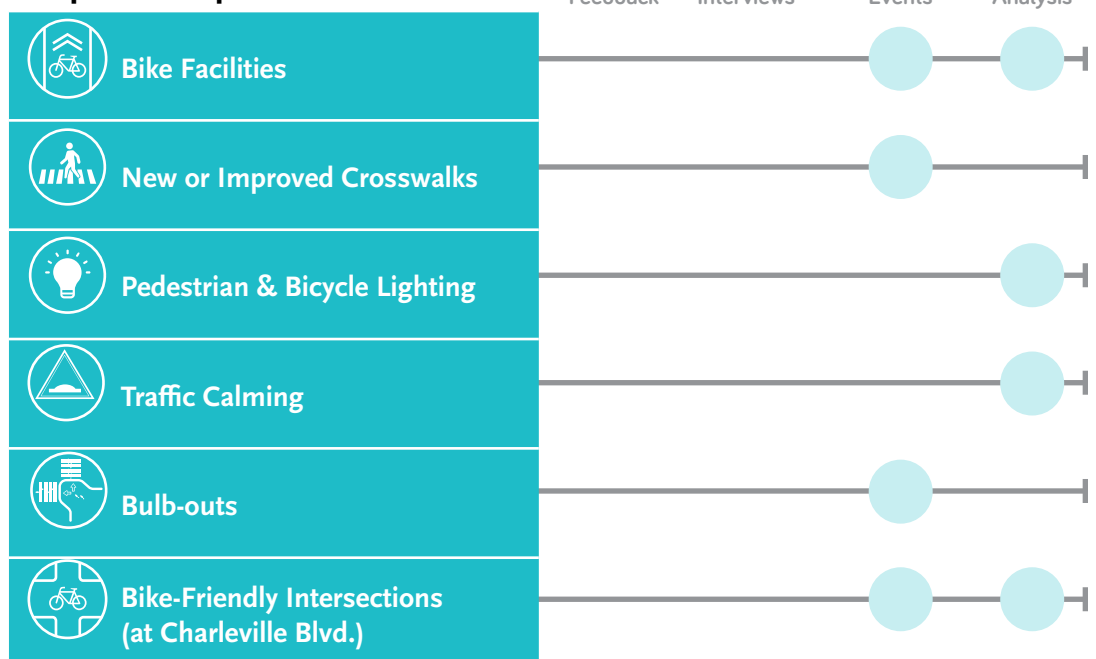 Feedback Interviews Events Analysis
Bike Facilities
New or Improved Crosswalks
Pedestrian & Bicycle Lighting
Traffic Calming
Bulb-outs
Bike-Friendly Intersections
(at Charleville Blvd.)